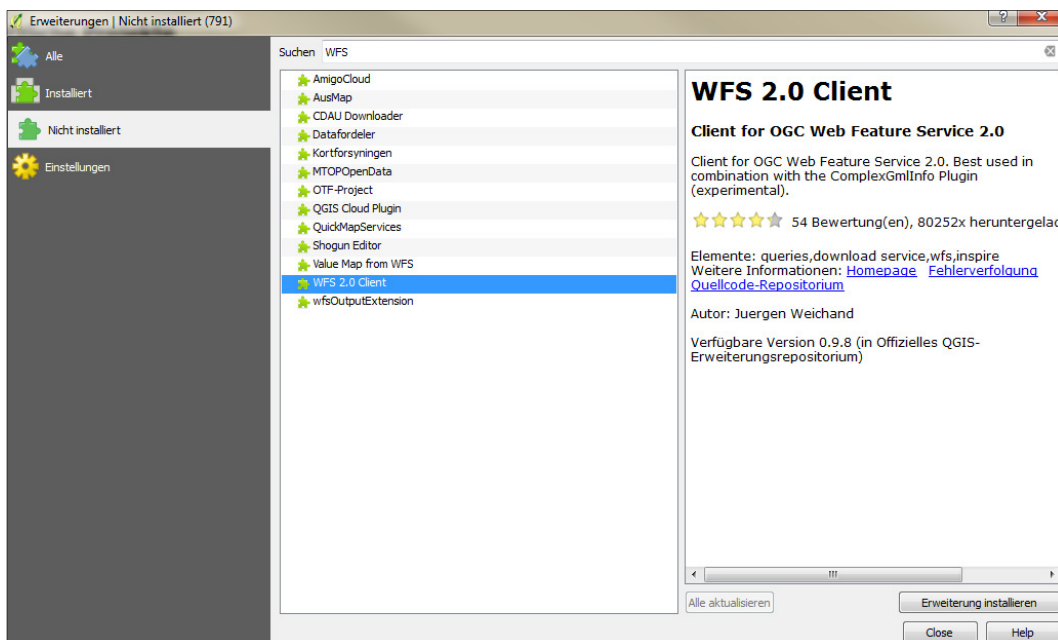 Erweiterungen | Nicht installiert (791)
Alle
Installiert
Nicht installiert
Einstellungen
Suchen WFS
AmigoCloud
AusMap
CDAU Downloader
Datafordeler
Kortforsyningen
MTOPOpenData
OTF-Project
QGIS Cloud Plugin
QuickMapServices
Shogun Editor
Value Map from WFS
WFS 2.0 Client
wfsOutputExtension
WFS 2.0 Client
Client for OGC Web Feature Service 2.0
Client for OGC Web Feature Service 2.0. Best used in
combination with the ComplexGmlInfo Plugin
(experimental).
54 Bewertung(en), 80252x heruntergelad
Elemente: queries,download service,wfs,inspire
Weitere Informationen: Homepage Fehlerverfolgung
Quellcode-Repositorium
Autor: Juergen Weichand
Verfügbare Version 0.9.8 (in Offizielles QGIS-
Erweiterungsrepositorium)
Alle aktualisieren
Erweiterung installieren
Close
Help